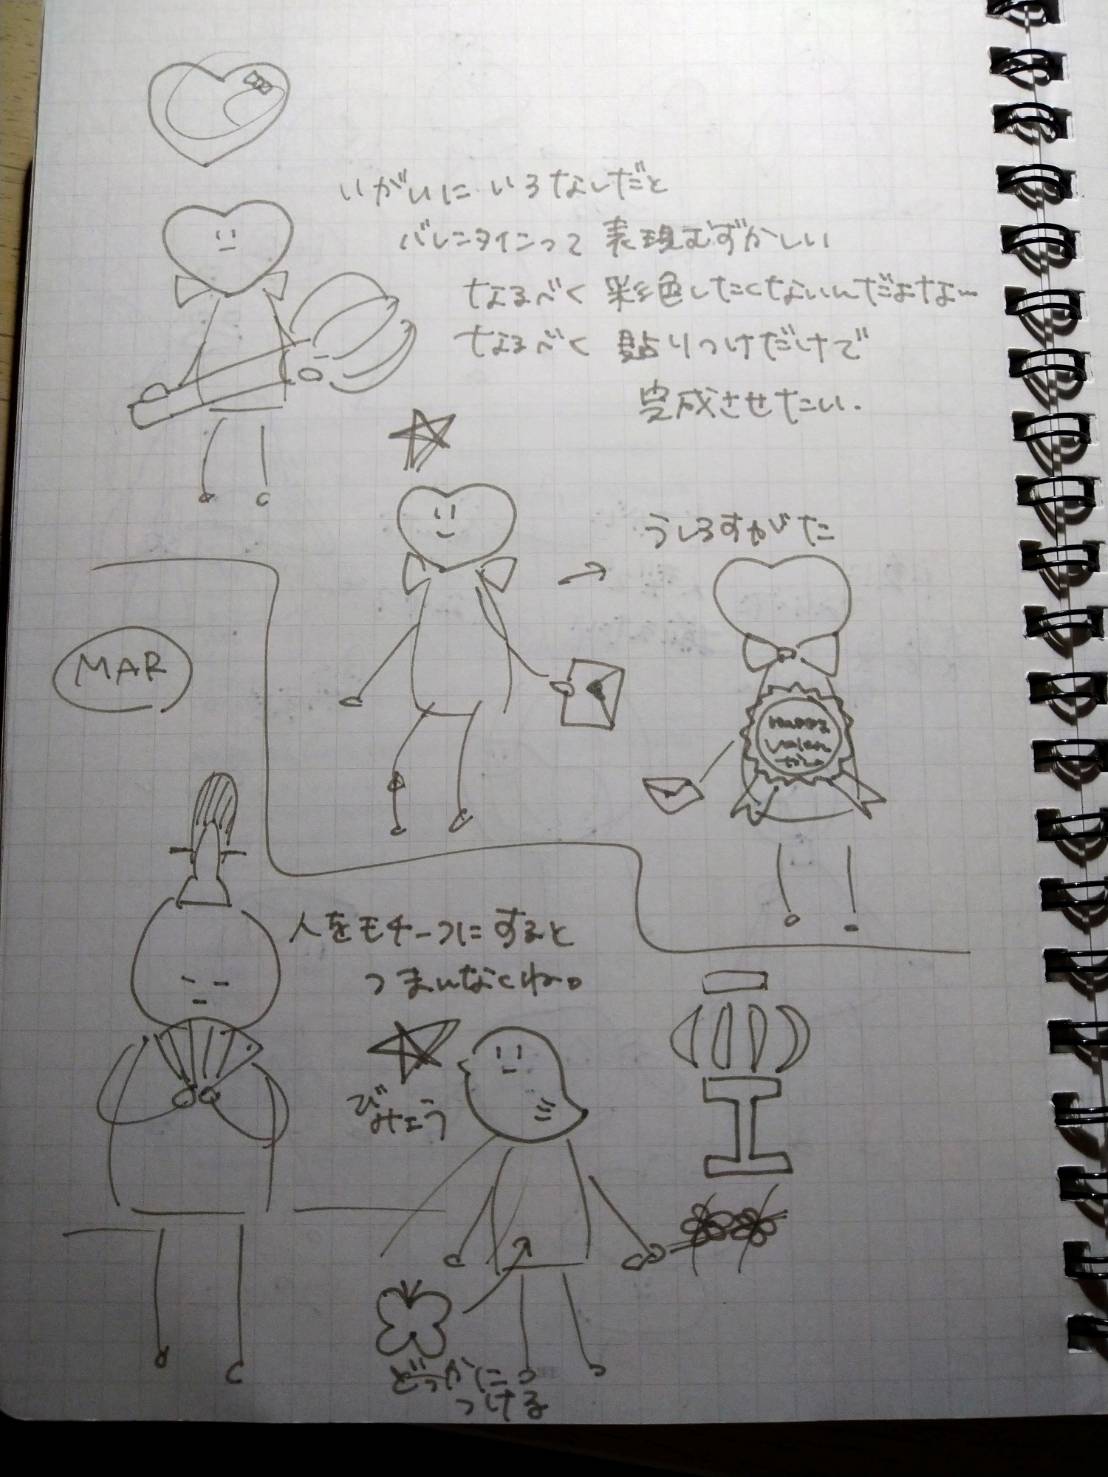 いがいにいろなしだと
バレンタインって表現むずかしい
なるべく彩色したくないんだよなー
なるべく貼りつけだけで
完成させたい.
うしろすがた
Happy
Valen
tine
MAR
人をモチーフにすると
つまんなくね。
びみょう
どっかに
つける